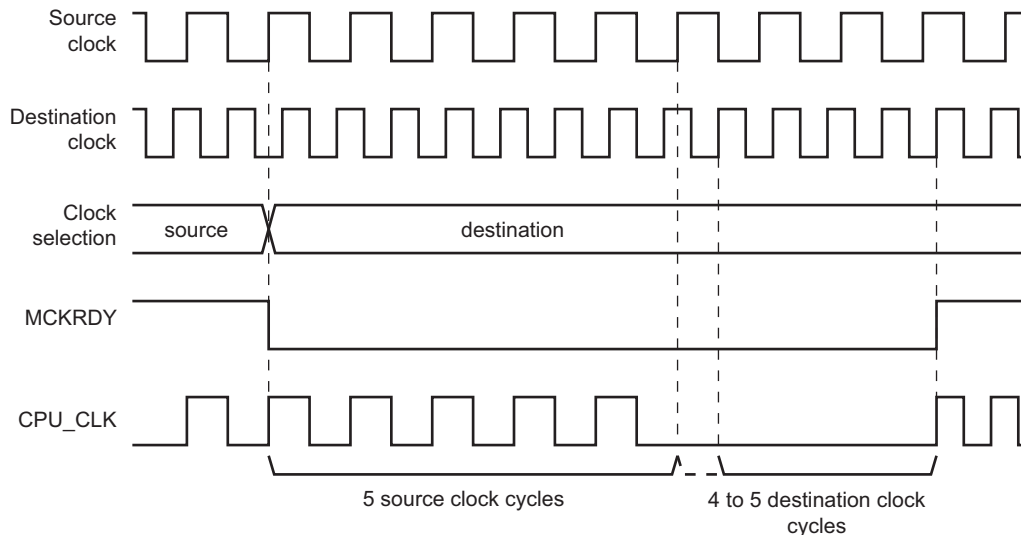 Source
clock
Destination
clock
Clock
selection
source
destination
MCKRDY
CPU_CLK
5 source clock cycles
4 to 5 destination clock
cycles